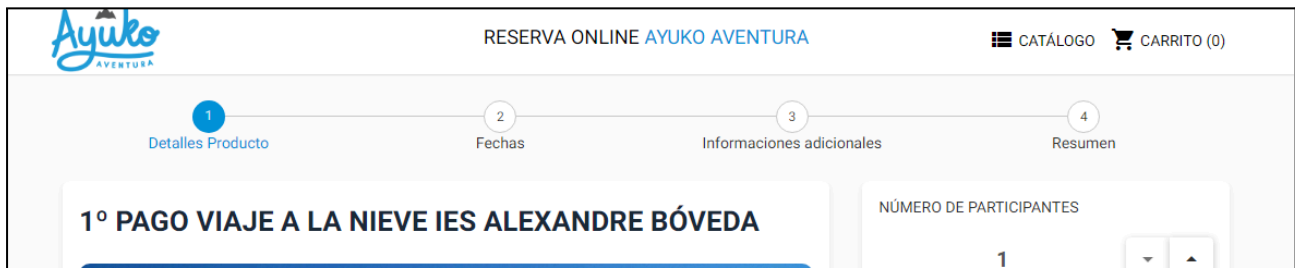 Ayuko
AVENTURA
RESERVA ONLINE AYUKO AVENTURA
CATÁLOGO
CARRITO (0)
1
Detalles Producto
2
Fechas
3
Informaciones adicionales
4
Resumen
1º PAGO VIAJE A LA NIEVE IES ALEXANDRE BÓVEDA
NÚMERO DE PARTICIPANTES
1